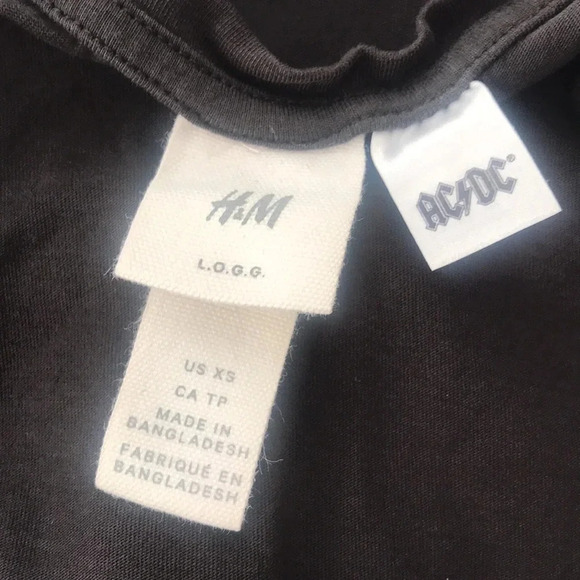 H&M
L.O.G.G.
AC/DC®
US XS
CA TP
MADE IN
BANGLADESH
FABRIQUÉ EN
BANGLADESH